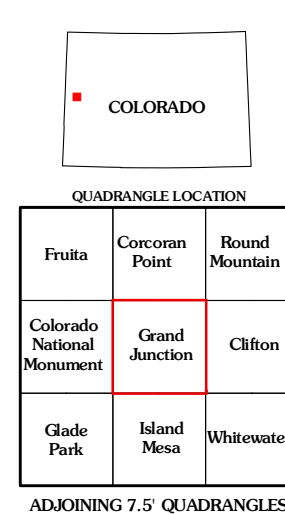 COLORADO
QUADRANGLE LOCATION
Fruita
Corcoran
Point
Round
Mountain
Colorado
National
Monument
Grand
Junction
Clifton
Glade
Park
Island
Mesa
Whitewate
ADJOINING 7.5' QUADRANGLES